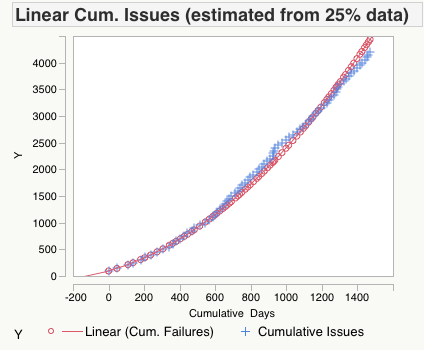 Linear Cum. Issues (estimated from 25% data)
4000
3500
3000
2500
2000
1500
1000
500
0
Y
-200 0 200 400 600 800 1000 1200 1400
Cumulative Days
Y Linear (Cum. Failures) Cumulative Issues